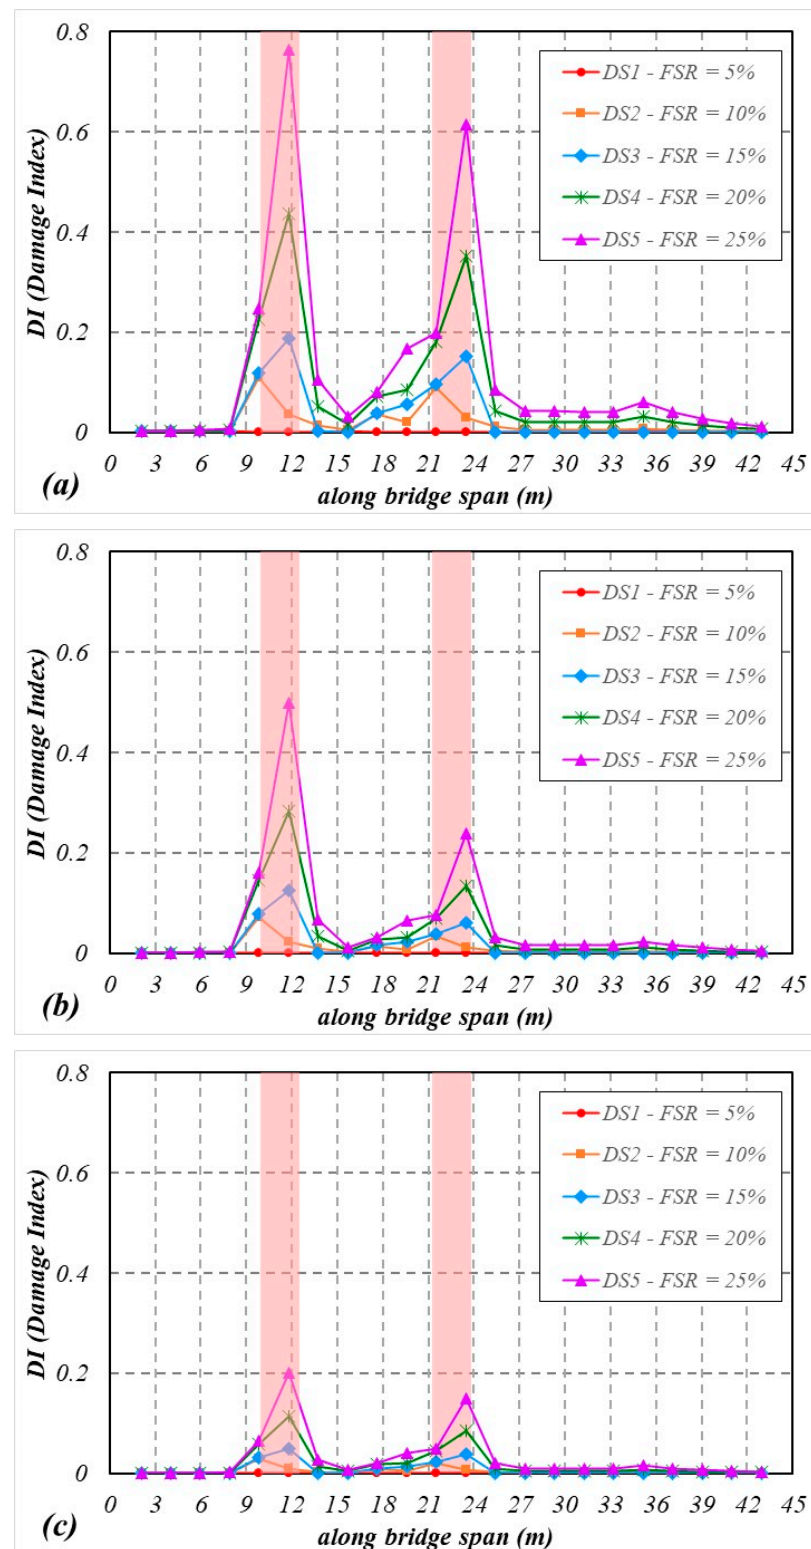 0.8
DS1 - FSR = 5%
DS2 - FSR = 10%
0.6
DS3 - FSR = 15%
DS4 - FSR = 20%
0.4
DS5 - FSR = 25%
DI (Damage Index)
0.2
0
0 3 6 9 12 15 18 21 24 27 30 33 36 39 42 45
(a)
along bridge span (m)
0.8
DS1 - FSR = 5%
DS2 - FSR = 10%
0.6
DS3 - FSR = 15%
DS4 - FSR = 20%
0.4
DS5 - FSR = 25%
DI (Damage Index)
0.2
0
0 3 6 9 12 15 18 21 24 27 30 33 36 39 42 45
(b)
along bridge span (m)
0.8
DS1 - FSR = 5%
DS2 - FSR = 10%
0.6
DS3 - FSR = 15%
DS4 - FSR = 20%
0.4
DS5 - FSR = 25%
DI (Damage Index)
0.2
0
0 3 6 9 12 15 18 21 24 27 30 33 36 39 42 45
(c)
along bridge span (m)